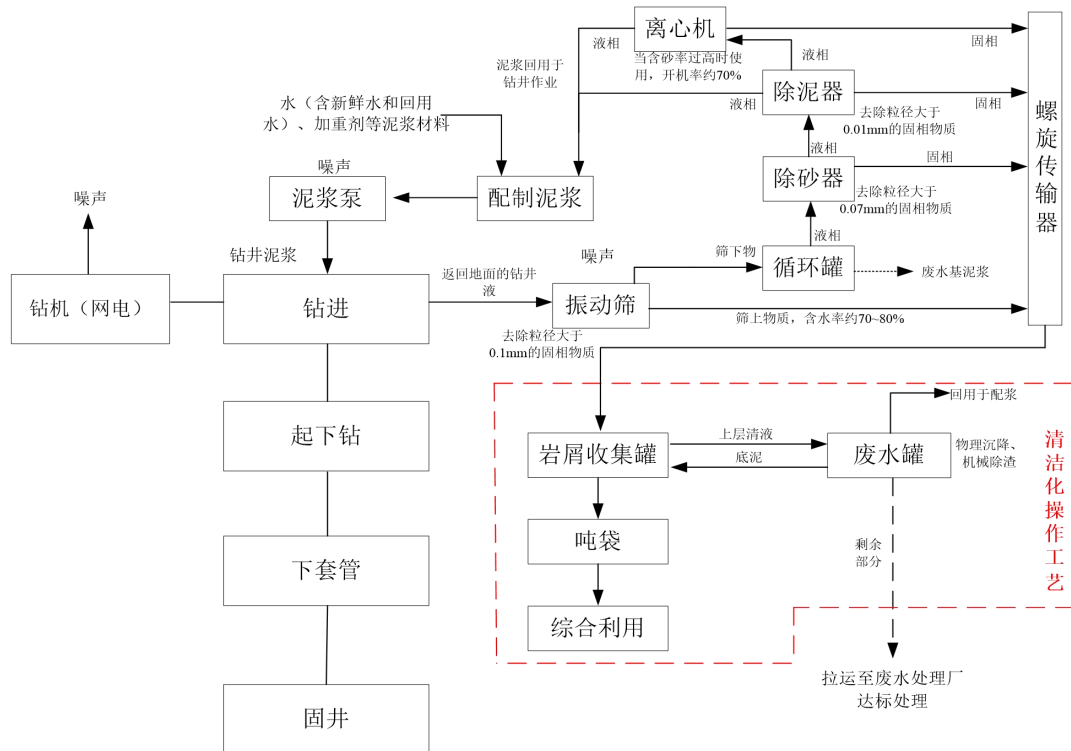 离心机
液相
固相
当含砂率过高时使
用，开机率约70%
液相
泥浆回用于
钻井作业
除泥器
液相
固相
去除粒径大于
0.01mm的固相物质
水（含新鲜水和回用
水）、加重剂等泥浆材料
液相
噪声
除砂器
固相
去除粒径大于
0.07mm的固相物质
螺旋传输器
泥浆泵
配制泥浆
噪声
液相
钻井泥浆
噪声
筛下物
循环罐
废水基泥浆
返回地面的钻井
液
钻机（网电）
钻进
振动筛
筛上物质，含水率约70~80%
去除粒径大于
0.1mm的固相物质
回用于配浆
起下钻
岩屑收集罐
上层清液
底泥
废水罐
物理沉降、
机械除渣
清洁化操作工艺
吨袋
剩余
部分
下套管
综合利用
拉运至废水处理厂
达标处理
固井